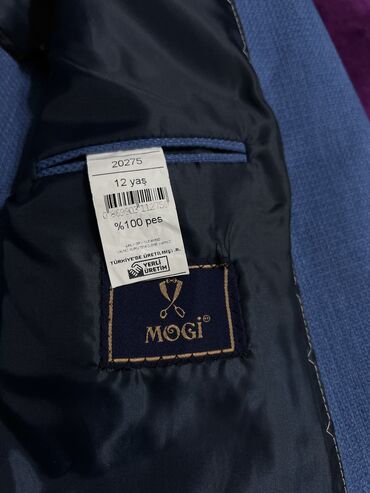 20275
12 yaş
%100 pes
TÜRKİYE'DE ÜRETİLMİŞTİR.
YERLİ
ÜRETİM
MOGİ